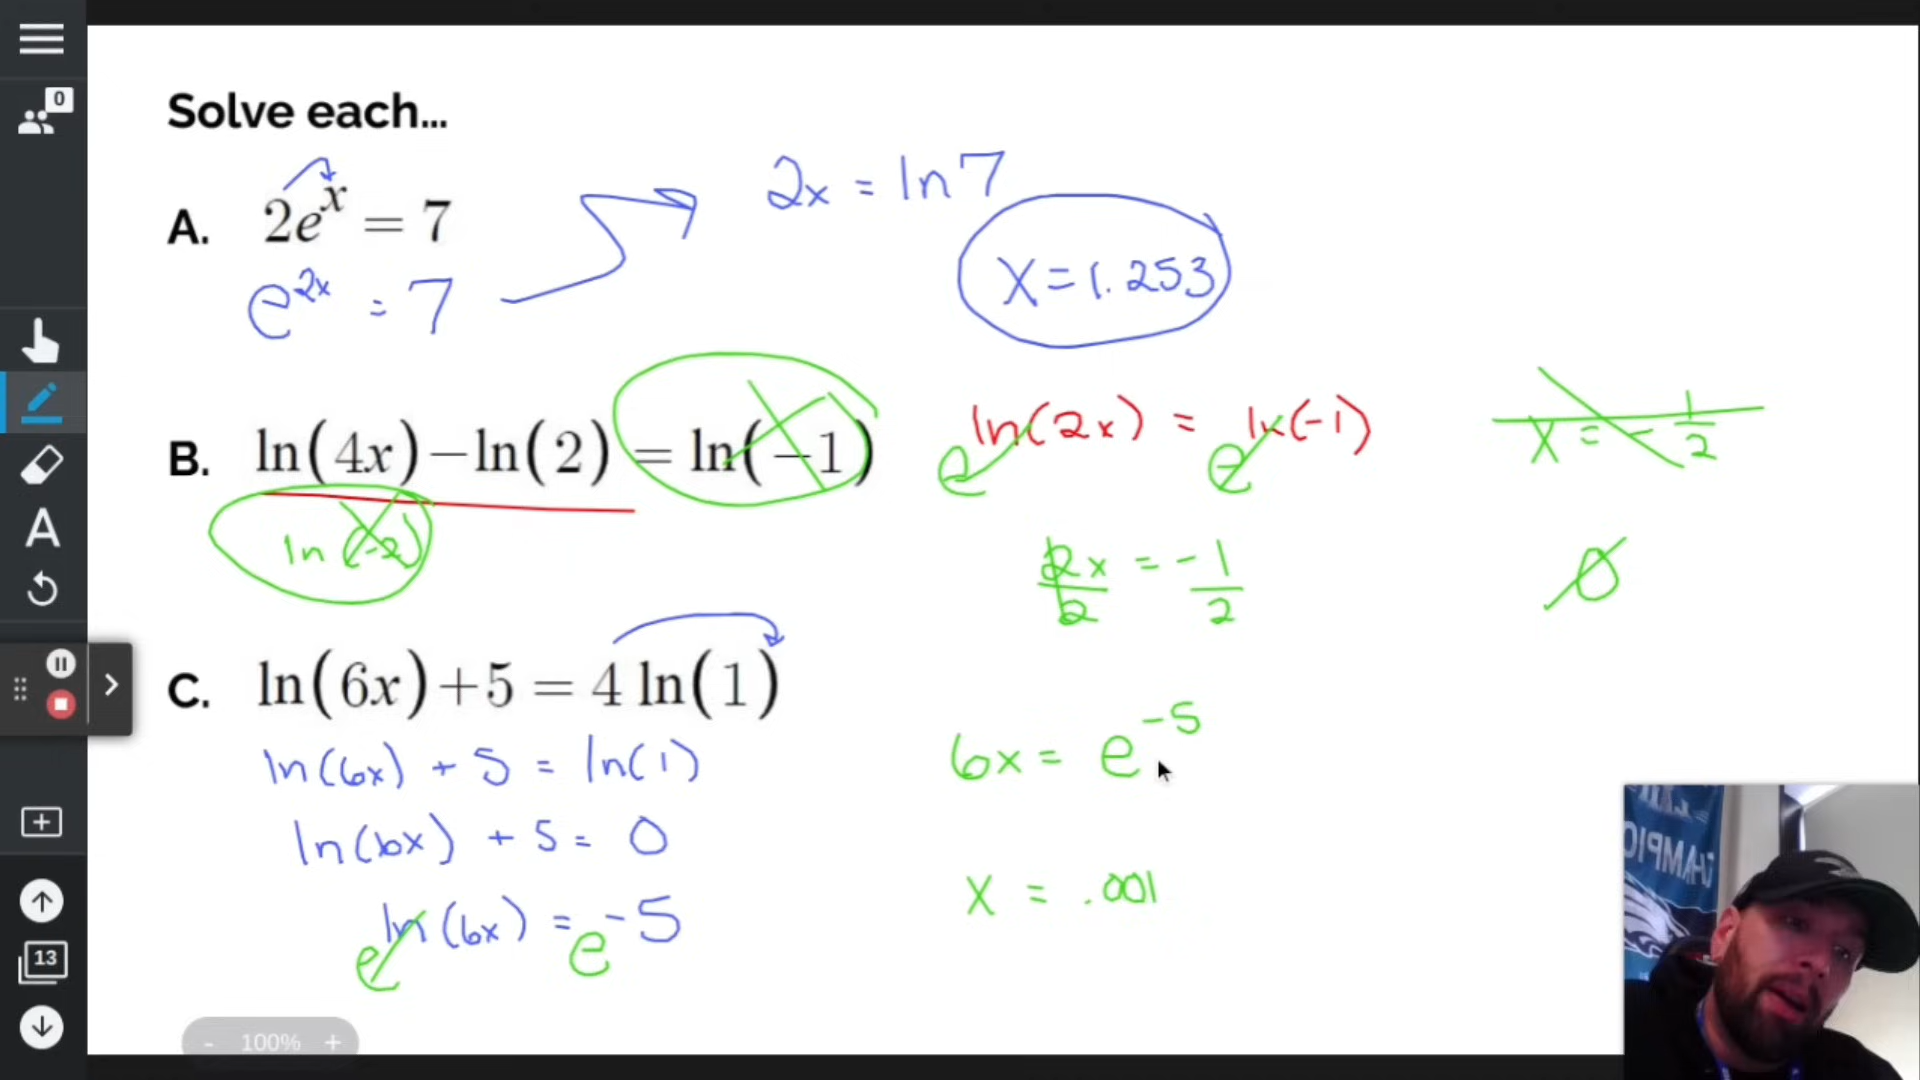 0
Solve each...
A. 2e^x = 7
e^2x = 7
2x = ln 7
x = 1.253
B. ln(4x) − ln(2) = ln(−1)
ln(-2)
e ln(2x) = e ln(-1)
2x/2 = -1/2
x = -1/2
Ø
C. ln(6x) + 5 = 4 ln(1)
ln(6x) + 5 = ln(1)
ln(6x) + 5 = 0
e ln(6x) = e -5
6x = e^-5
x = .001
A
13
- 100% +